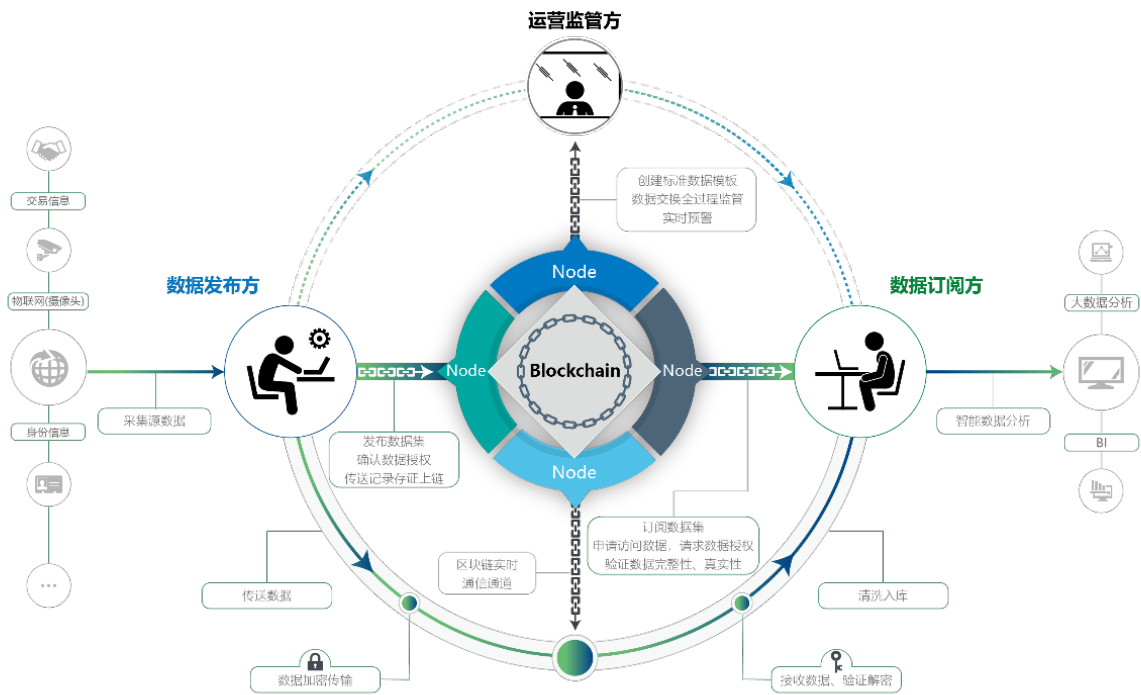 运营监管方
创建标准数据模板
数据交换全过程监管
实时预警
交易信息
物联网(摄像头)
身份信息
...
采集源数据
数据发布方
Node
Node
Blockchain
Node
Node
数据订阅方
发布数据集
确认数据授权
传送记录存证上链
订阅数据集
申请访问数据，请求数据授权
验证数据完整性、真实性
区块链实时
通信通道
传送数据
数据加密传输
清洗入库
接收数据、验证解密
智能数据分析
大数据分析
BI